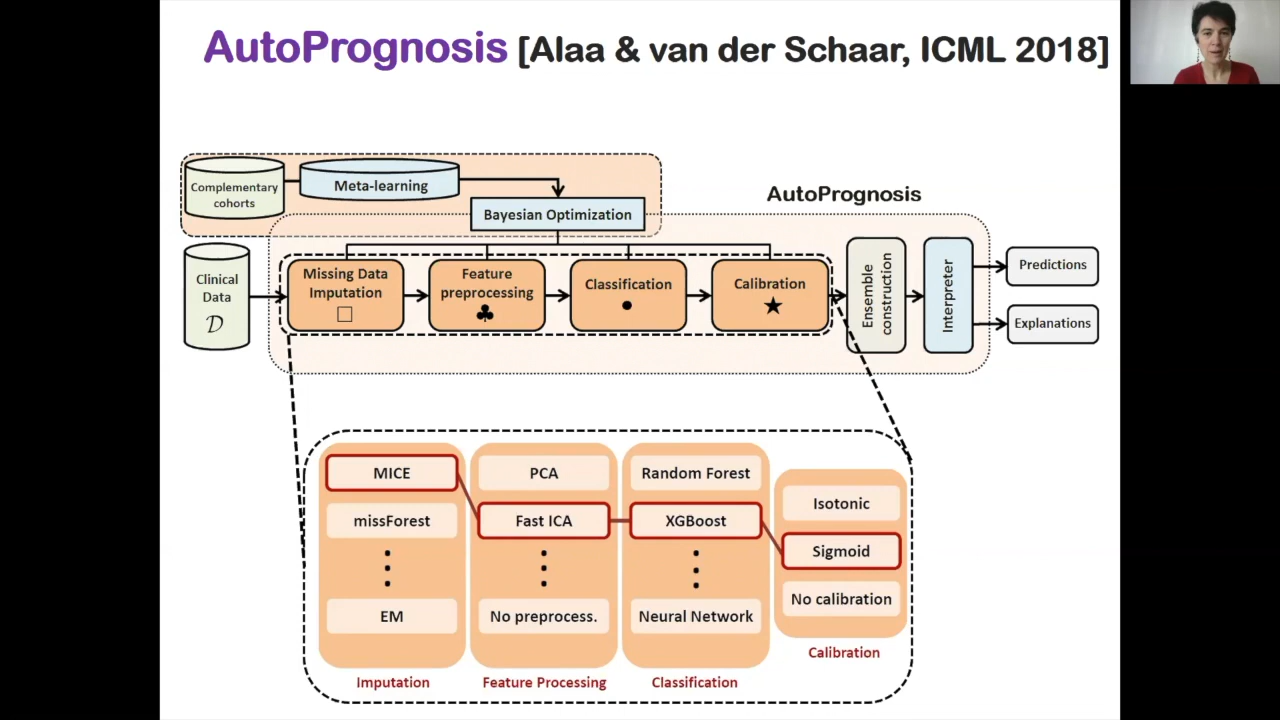 AutoPrognosis [Alaa & van der Schaar, ICML 2018]
Complementary
cohorts
Meta-learning
Bayesian Optimization
AutoPrognosis
Clinical
Data
𝒟
Missing Data
Imputation
□
Feature
preprocessing
♣
Classification
●
Calibration
★
Ensemble
construction
Interpreter
Predictions
Explanations
MICE
missForest
EM
Imputation
PCA
Fast ICA
No preprocess.
Feature Processing
Random Forest
XGBoost
Neural Network
Classification
Isotonic
Sigmoid
No calibration
Calibration